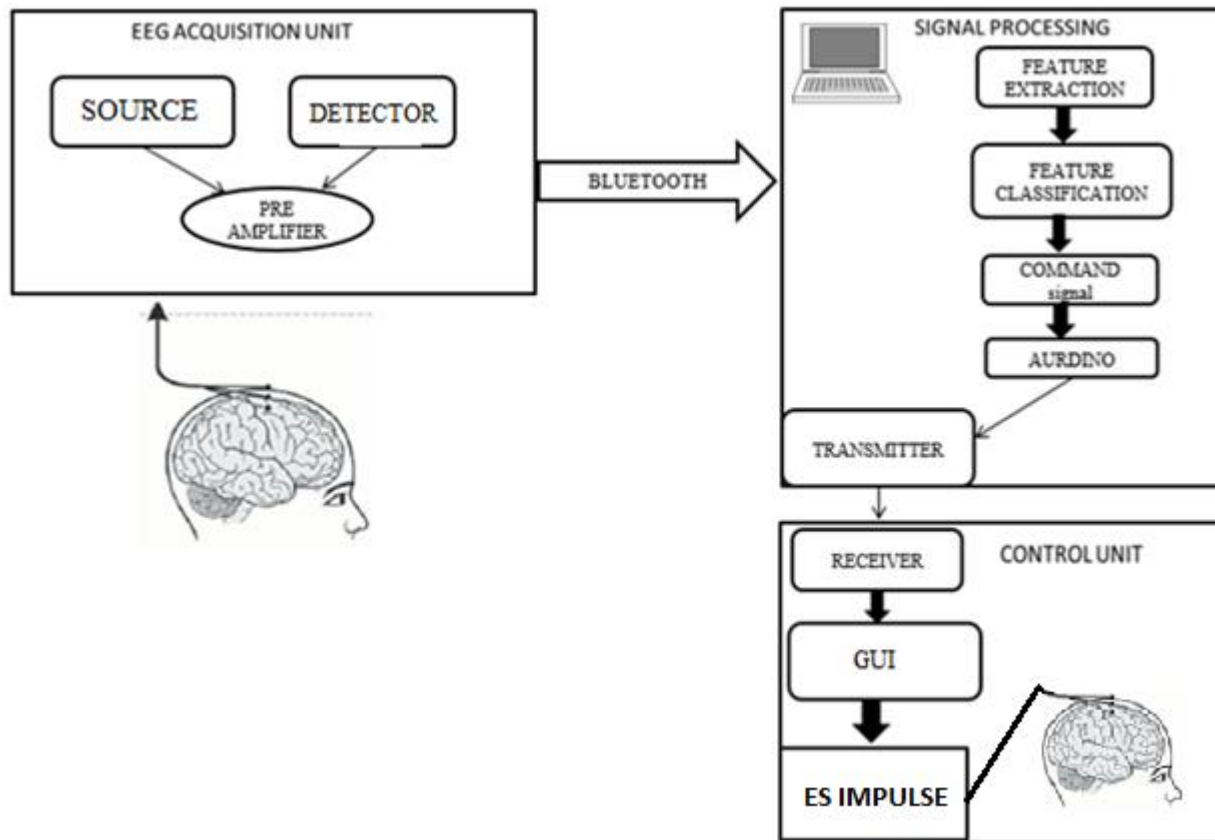 EEG ACQUISITION UNIT
SOURCE
DETECTOR
PRE
AMPLIFIER
BLUETOOTH
SIGNAL PROCESSING
FEATURE
EXTRACTION
FEATURE
CLASSIFICATION
COMMAND
signal
AURDINO
TRANSMITTER
CONTROL UNIT
RECEIVER
GUI
ES IMPULSE